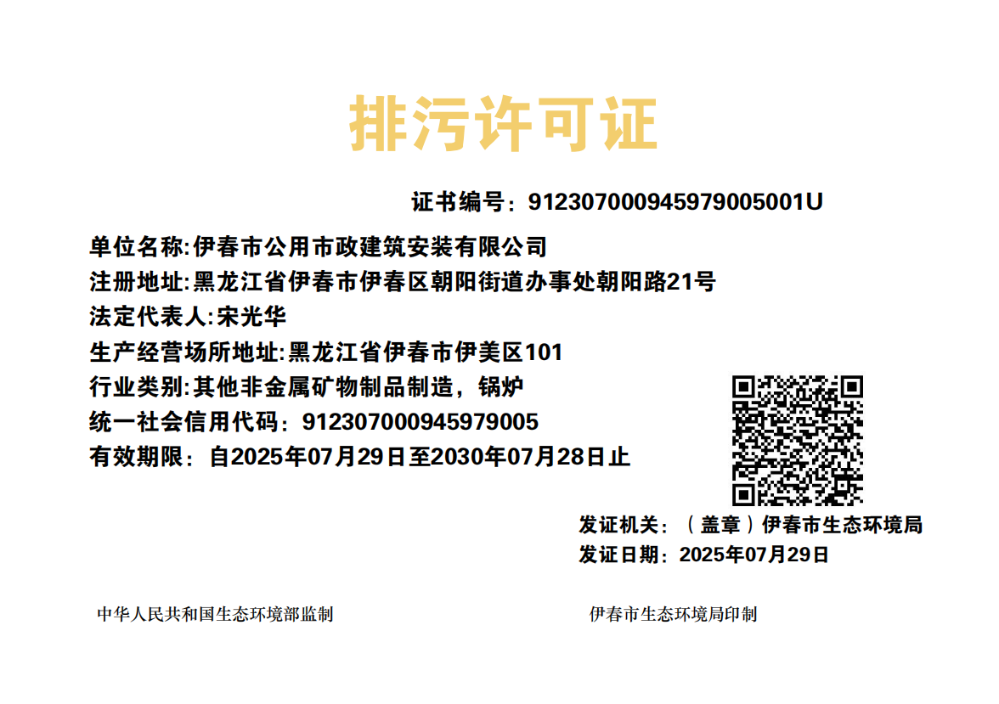 排污许可证
证书编号：912307000945979005001U
单位名称:伊春市公用市政建筑安装有限公司
注册地址:黑龙江省伊春市伊春区朝阳街道办事处朝阳路21号
法定代表人:宋光华
生产经营场所地址:黑龙江省伊春市伊美区101
行业类别:其他非金属矿物制品制造，锅炉
统一社会信用代码：912307000945979005
有效期限：自2025年07月29日至2030年07月28日止
发证机关：（盖章）伊春市生态环境局
发证日期：2025年07月29日
中华人民共和国生态环境部监制
伊春市生态环境局印制